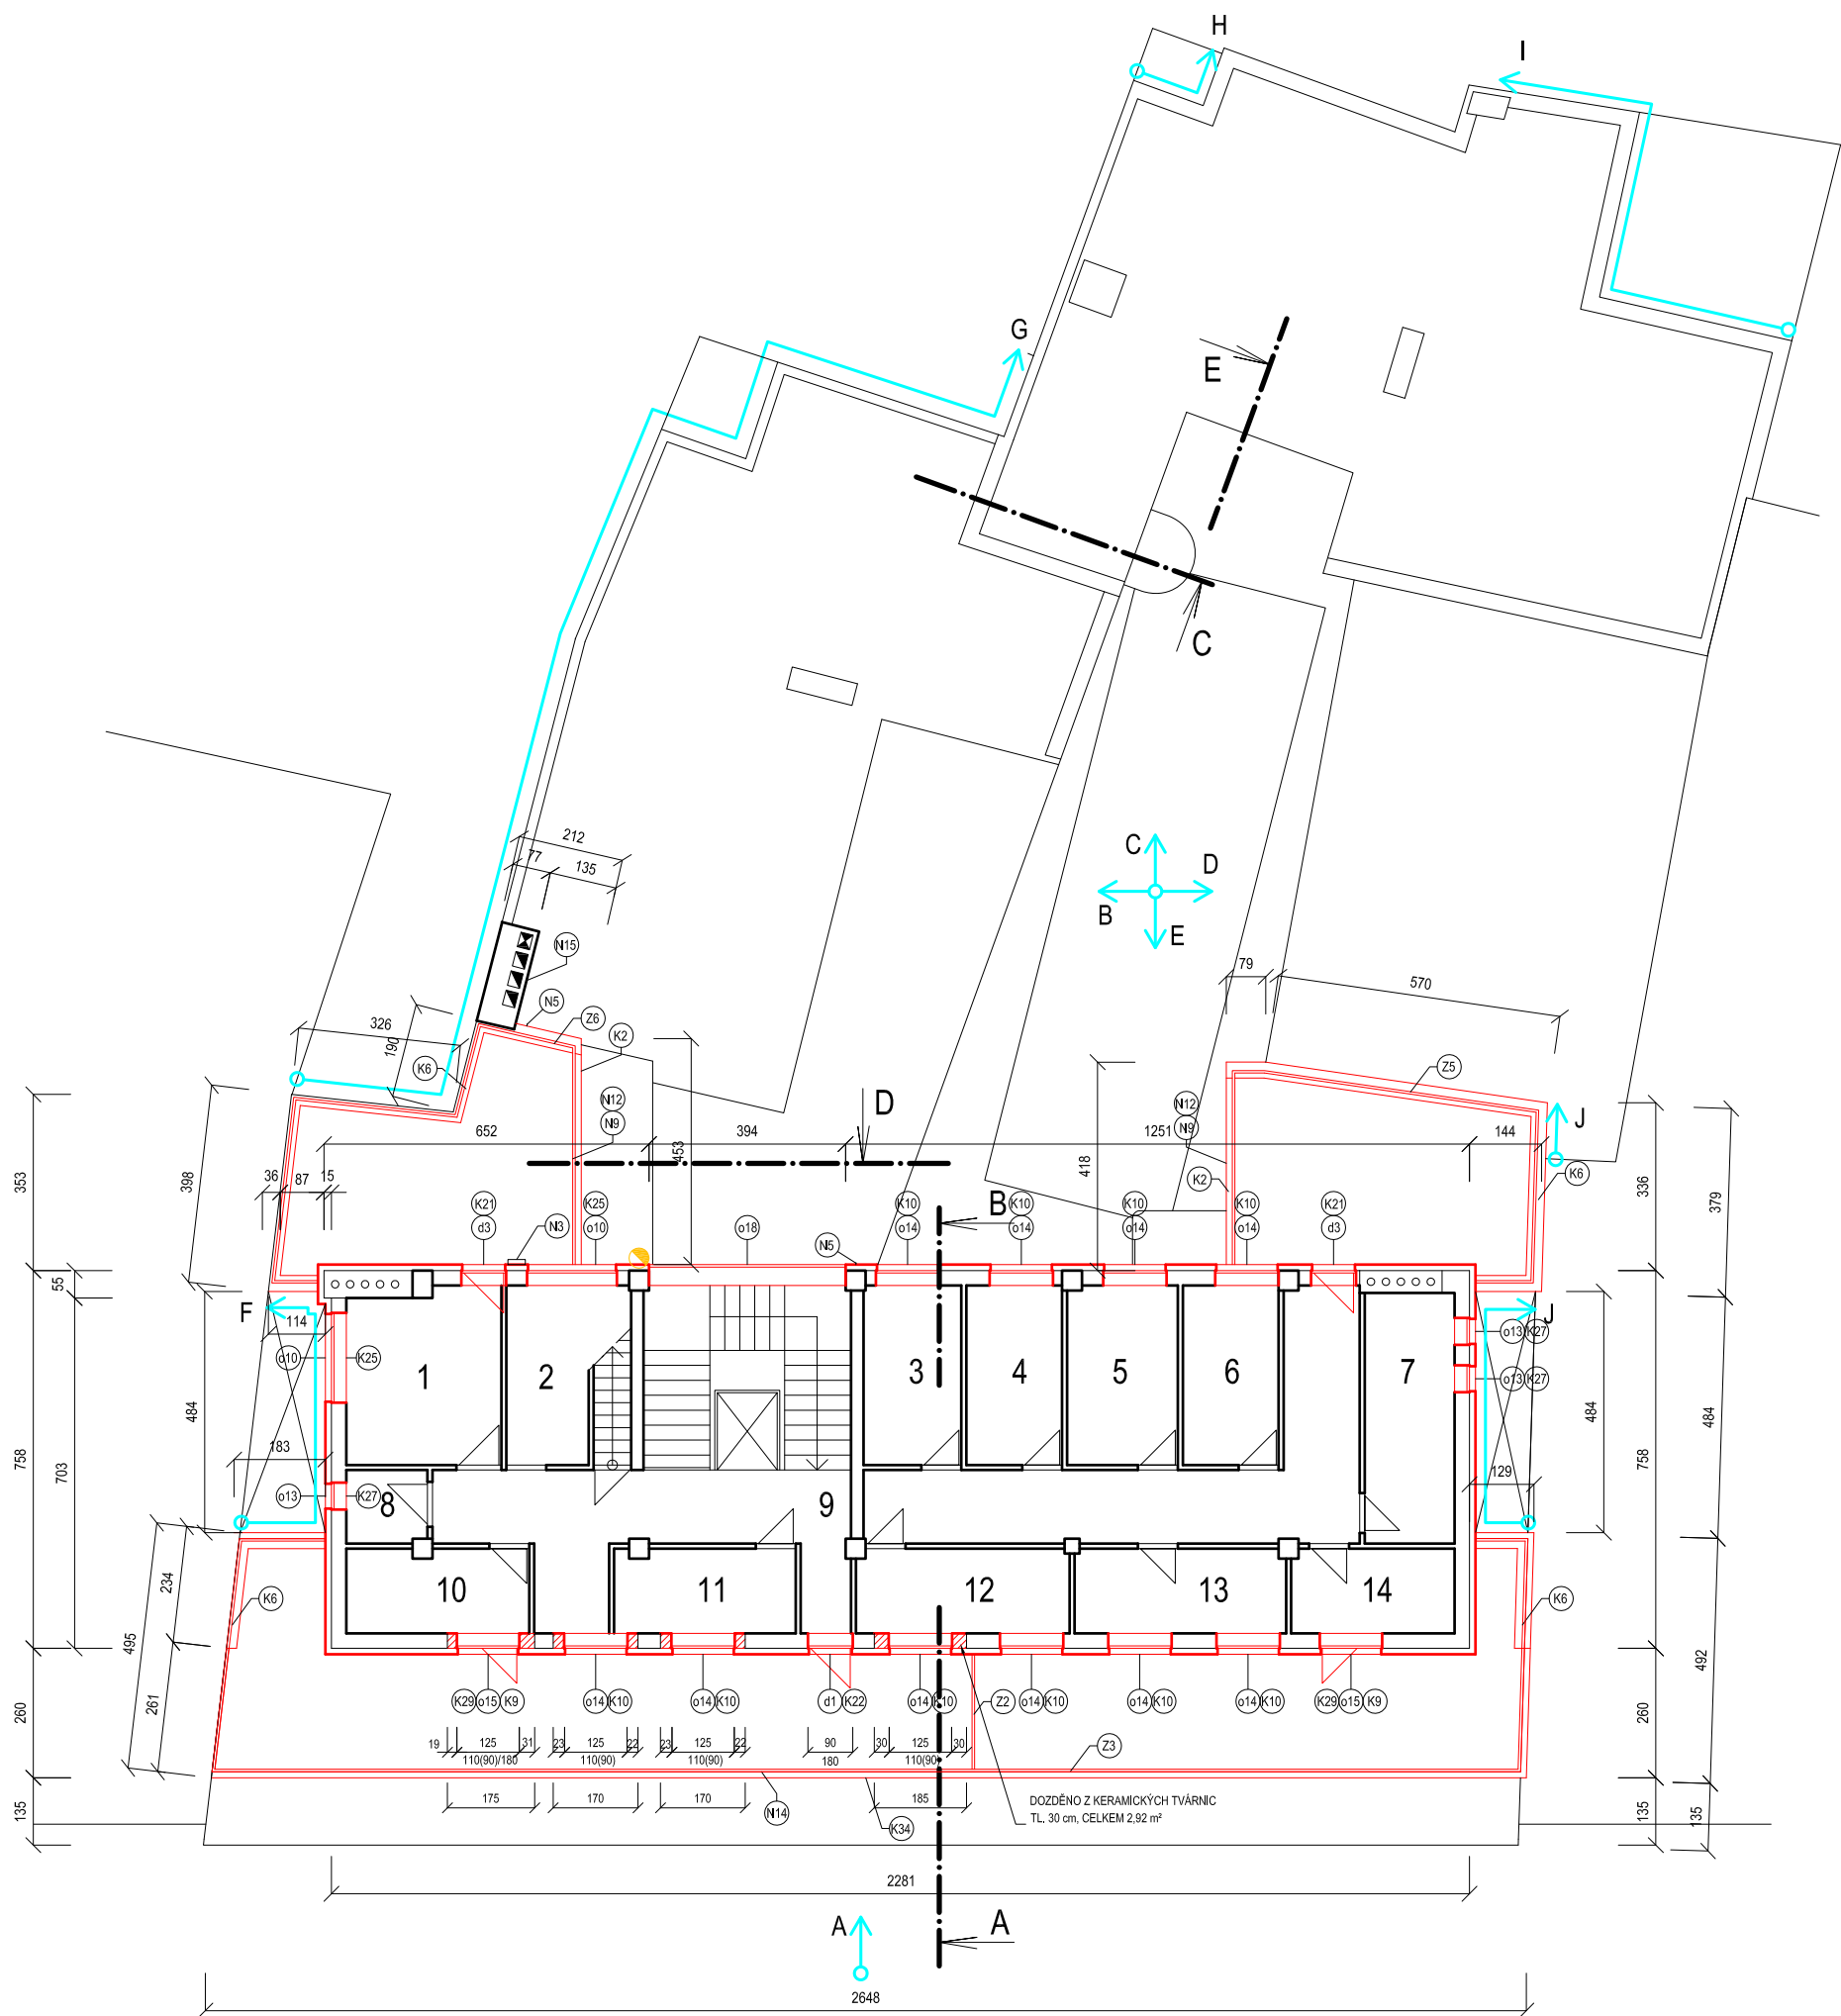 H
I
G
E
C
212
77
135
C
D
B
E
N15
79
570
N5
Z6
326
190
K2
K6
Z5
D
N12
N9
N12
N9
J
652
394
453
1251
144
418
K2
K6
353
398
36
87
15
336
379
K21
d3
N3
K25
o10
o18
N5
K10
o14
B
K10
o14
K10
o14
K10
o14
K21
d3
55
F
114
J
o10
K25
o13
K27
o13
K27
1
2
3
4
5
6
7
484
484
484
758
703
183
758
129
o13
K27
8
9
234
K6
10
11
12
13
14
K6
495
261
260
492
260
K29
o15
K9
o14
K10
o14
K10
d1
K22
o14
K10
Z2
o14
K10
o14
K10
o14
K10
K29
o15
K9
19
125
31
23
125
22
23
125
22
90
30
125
30
110(90)/180
110(90)
110(90)
180
110(90)
Z3
175
170
170
185
N14
K34
DOZDĚNO Z KERAMICKÝCH TVÁRNIC
TL. 30 cm, CELKEM 2,92 m²
135
135
135
2281
A
A
2648